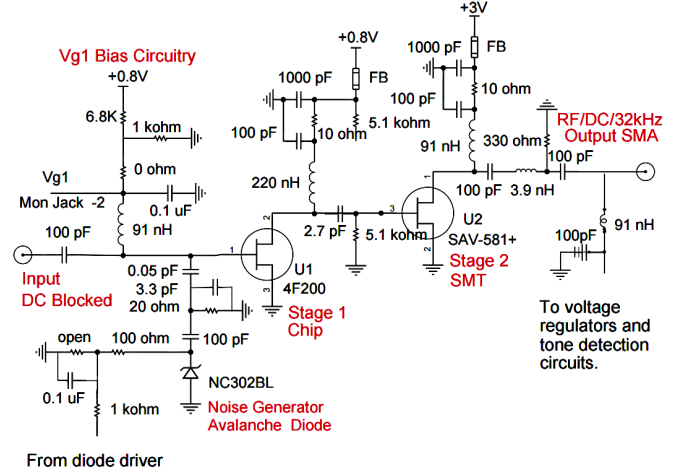 Vg1 Bias Circuitry
+0.8V
6.8K
1 kohm
0 ohm
Vg1
Mon Jack -2
0.1 uF
91 nH
100 pF
Input
DC Blocked
0.05 pF
3.3 pF
20 ohm
1
2
3
U1
4F200
Stage 1
Chip
open
100 ohm
100 pF
0.1 uF
1 kohm
NC302BL
Noise Generator
Avalanche Diode
From diode driver
+0.8V
1000 pF
FB
100 pF
10 ohm
5.1 kohm
220 nH
2.7 pF
5.1 kohm
+3V
1000 pF
FB
100 pF
10 ohm
91 nH
330 ohm
1
3
2
U2
SAV-581+
Stage 2
SMT
100 pF
3.9 nH
RF/DC/32kHz
Output SMA
100 pF
91 nH
100pF
To voltage
regulators and
tone detection
circuits.